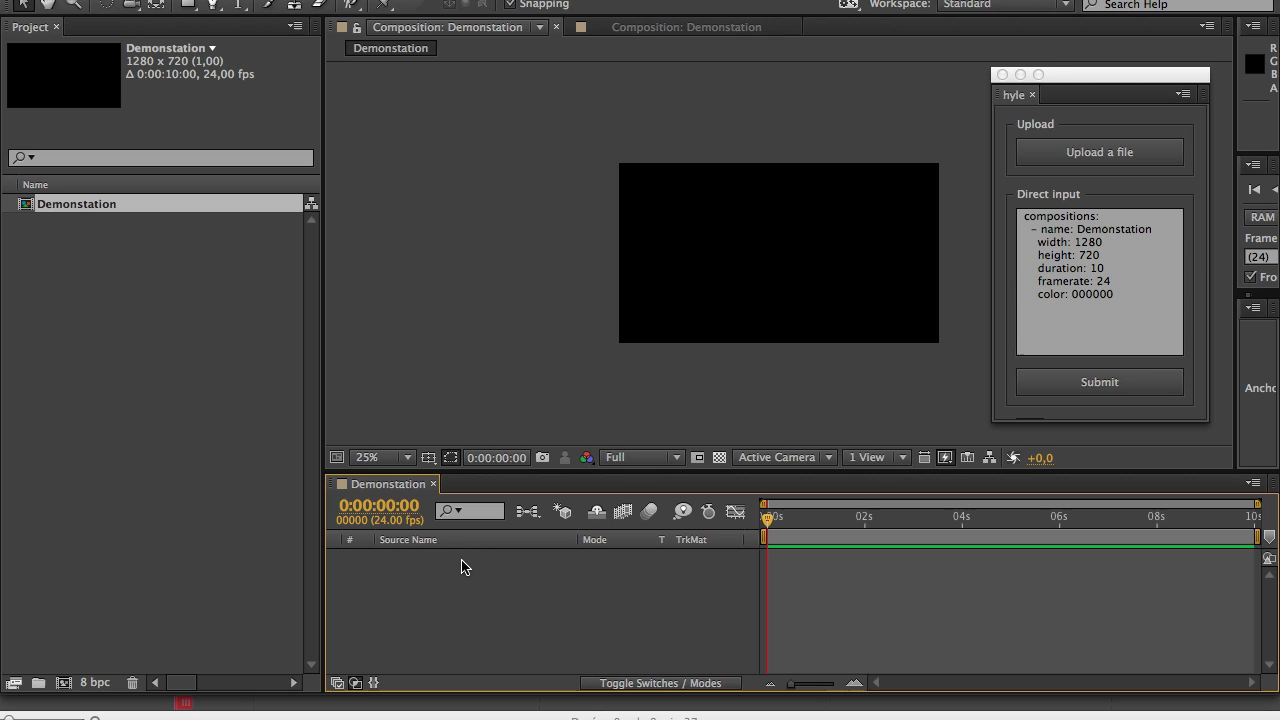 Snapping
Workspace:
Standard
Search Help
Project
Demonstation
1280 x 720 (1,00)
Δ 0:00:10:00, 24,00 fps
Name
Demonstation
8 bpc
Composition: Demonstation
Composition: Demonstation
Demonstation
hyle
Upload
Upload a file
Direct input
compositions:
– name: Demonstation
width: 1280
height: 720
duration: 10
framerate: 24
color: 000000
Submit
R
G
B
A
RAM
Frame
(24)
Fro
Ancho
25%
0:00:00:00
Full
Active Camera
1 View
+0,0
Demonstation
0:00:00:00
00000 (24.00 fps)
# Source Name Mode T TrkMat
02s 04s 06s 08s 10s
Toggle Switches / Modes